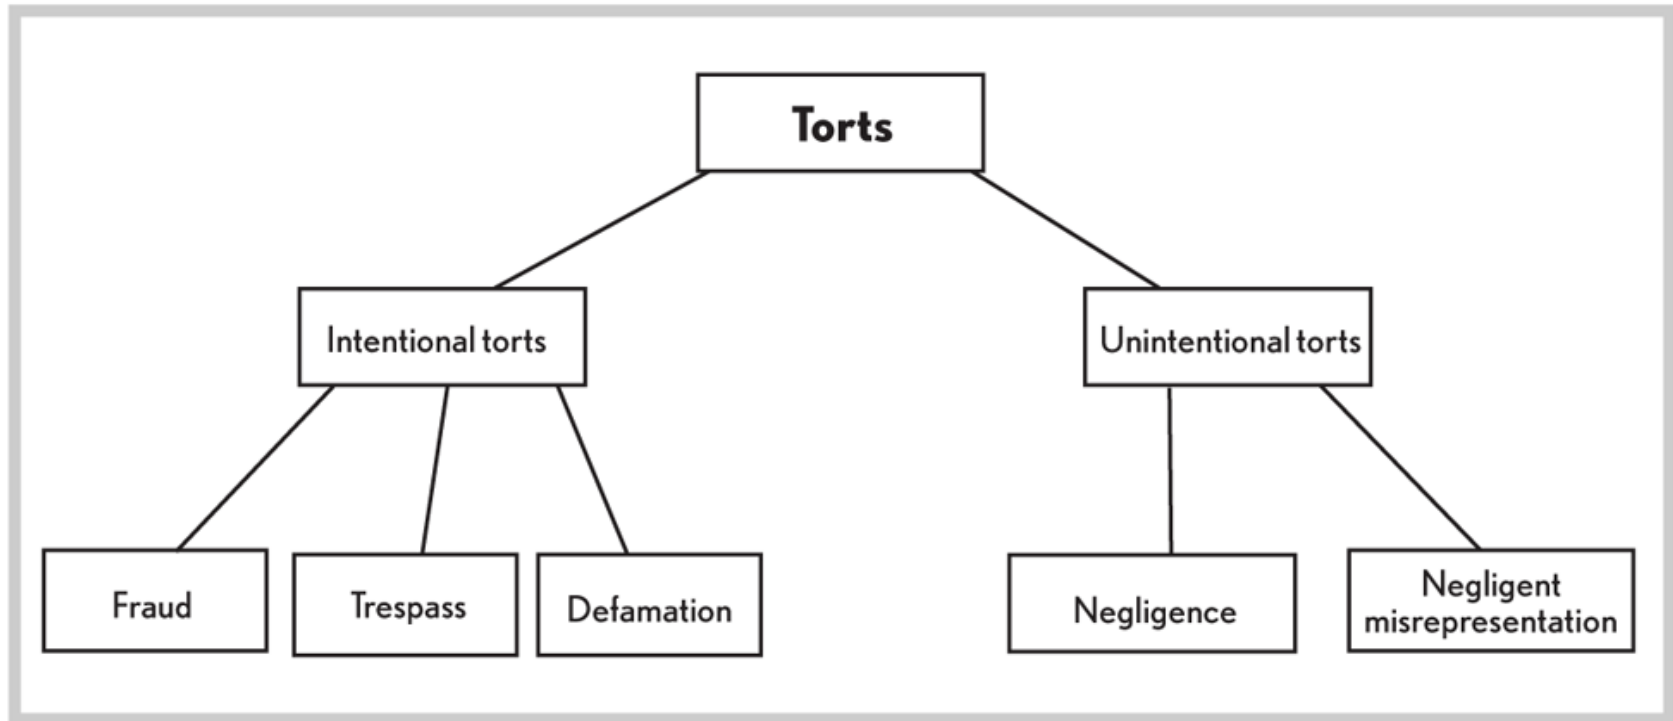 Torts
Intentional torts
Unintentional torts
Fraud
Trespass
Defamation
Negligence
Negligent
misrepresentation